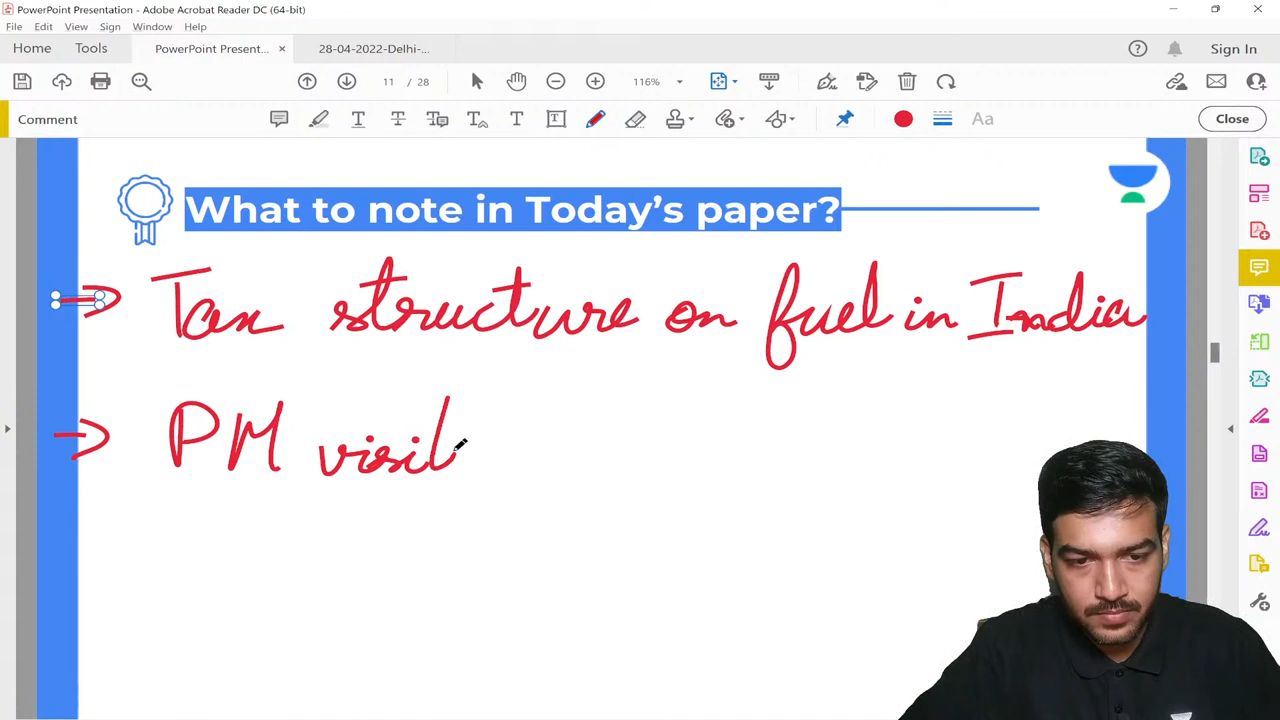 PowerPoint Presentation - Adobe Acrobat Reader DC (64-bit)
File Edit View Sign Window Help
Home Tools PowerPoint Present... × 28-04-2022-Delhi-... Sign In
11 / 28 116%
Comment Aa Close
What to note in Today's paper?
→ Tax structure on fuel in India
→ PM visit